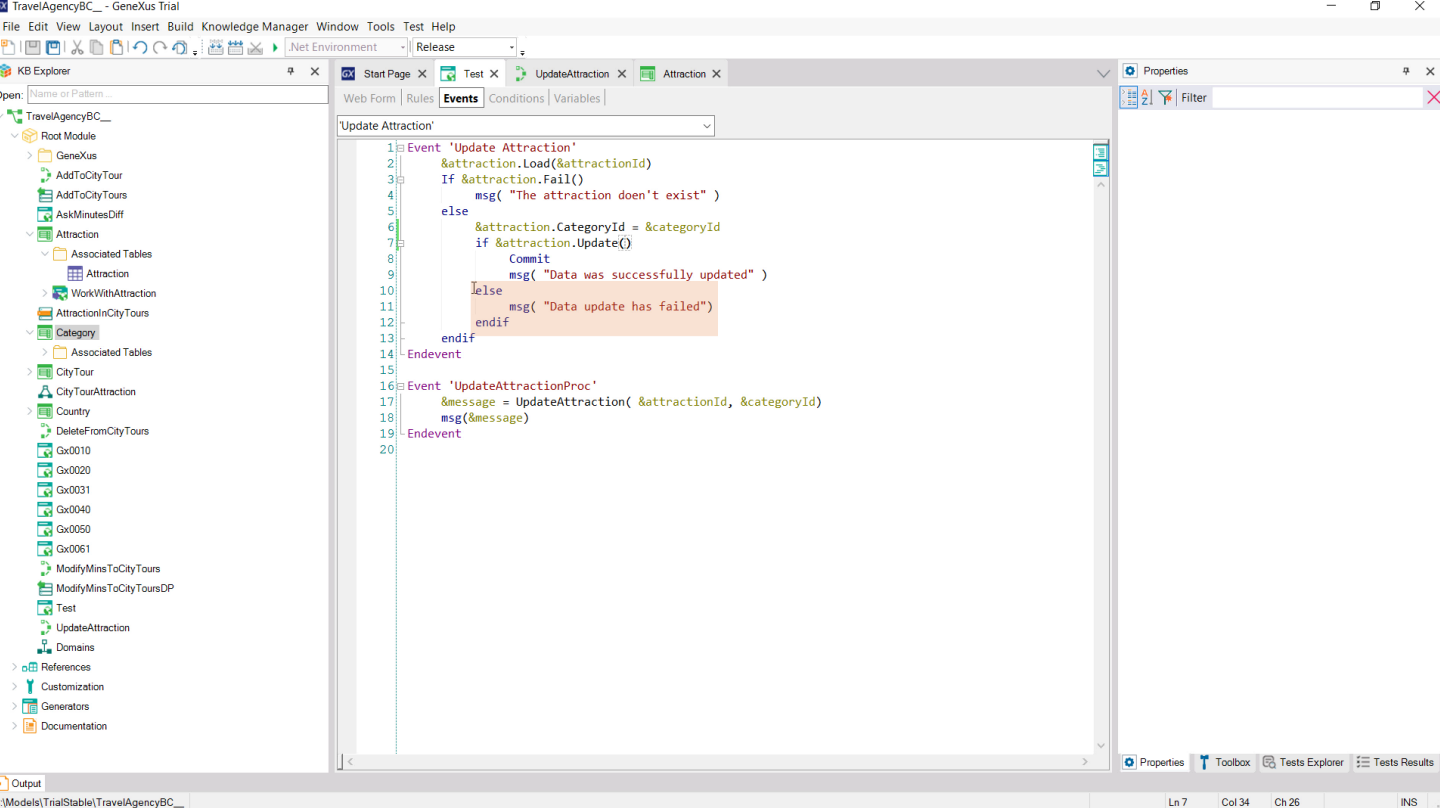 TravelAgencyBC__ - GeneXus Trial
File Edit View Layout Insert Build Knowledge Manager Window Tools Test Help
.Net Environment Release
KB Explorer
Open: Name or Pattern ...
TravelAgencyBC__
Root Module
GeneXus
AddToCityTour
AddToCityTours
AskMinutesDiff
Attraction
Associated Tables
Attraction
WorkWithAttraction
AttractionInCityTours
Category
Associated Tables
CityTour
CityTourAttraction
Country
DeleteFromCityTours
Gx0010
Gx0020
Gx0031
Gx0040
Gx0050
Gx0061
ModifyMinsToCityTours
ModifyMinsToCityToursDP
Test
UpdateAttraction
Domains
References
Customization
Generators
Documentation
GX Start Page Test UpdateAttraction Attraction
Web Form Rules Events Conditions Variables
'Update Attraction'
1 Event 'Update Attraction'
2 &attraction.Load(&attractionId)
3 If &attraction.Fail()
4 msg( "The attraction doen't exist" )
5 else
6 &attraction.CategoryId = &categoryId
7 if &attraction.Update()
8 Commit
9 msg( "Data was successfully updated" )
10 else
11 msg( "Data update has failed")
12 endif
13 endif
14 Endevent
15
16 Event 'UpdateAttractionProc'
17 &message = UpdateAttraction( &attractionId, &categoryId)
18 msg(&message)
19 Endevent
20
Properties
Filter
Properties Toolbox Tests Explorer Tests Results
Output
:\Models\TrialStable\TravelAgencyBC__
Ln 7 Col 34 Ch 26 INS